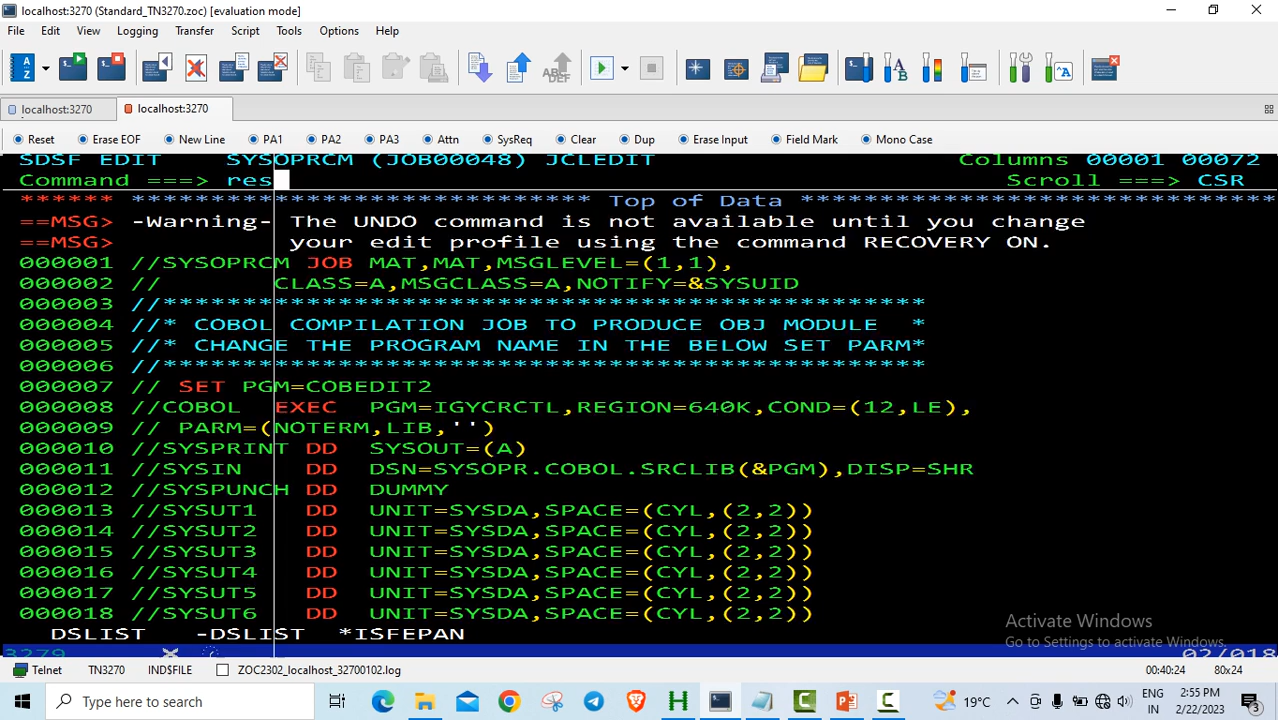 localhost:3270 (Standard_TN3270.zoc) [evaluation mode]
File Edit View Logging Transfer Script Tools Options Help
localhost:3270 localhost:3270
Reset Erase EOF New Line PA1 PA2 PA3 Attn SysReq Clear Dup Erase Input Field Mark Mono Case
SDSF EDIT SYSOPRCM (JOB00048) JCLEDIT Columns 00001 00072
Command ===> res Scroll ===> CSR
****** ***************************** Top of Data ******************************
==MSG> -Warning- The UNDO command is not available until you change
==MSG> your edit profile using the command RECOVERY ON.
000001 //SYSOPRCM JOB MAT,MAT,MSGLEVEL=(1,1),
000002 // CLASS=A,MSGCLASS=A,NOTIFY=&SYSUID
000003 //************************************************
000004 //* COBOL COMPILATION JOB TO PRODUCE OBJ MODULE *
000005 //* CHANGE THE PROGRAM NAME IN THE BELOW SET PARM*
000006 //************************************************
000007 // SET PGM=COBEDIT2
000008 //COBOL EXEC PGM=IGYCRCTL,REGION=640K,COND=(12,LE),
000009 // PARM=(NOTERM,LIB,'')
000010 //SYSPRINT DD SYSOUT=(A)
000011 //SYSIN DD DSN=SYSOPR.COBOL.SRCLIB(&PGM),DISP=SHR
000012 //SYSPUNCH DD DUMMY
000013 //SYSUT1 DD UNIT=SYSDA,SPACE=(CYL,(2,2))
000014 //SYSUT2 DD UNIT=SYSDA,SPACE=(CYL,(2,2))
000015 //SYSUT3 DD UNIT=SYSDA,SPACE=(CYL,(2,2))
000016 //SYSUT4 DD UNIT=SYSDA,SPACE=(CYL,(2,2))
000017 //SYSUT5 DD UNIT=SYSDA,SPACE=(CYL,(2,2))
000018 //SYSUT6 DD UNIT=SYSDA,SPACE=(CYL,(2,2))
DSLIST -DSLIST *ISFEPAN
Activate Windows
Go to Settings to activate Windows.
3279 02/018
Telnet TN3270 IND$FILE ZOC2302_localhost_32700102.log 00:40:24 80x24
Type here to search 19°C ENG IN 2:55 PM 2/22/2023 3